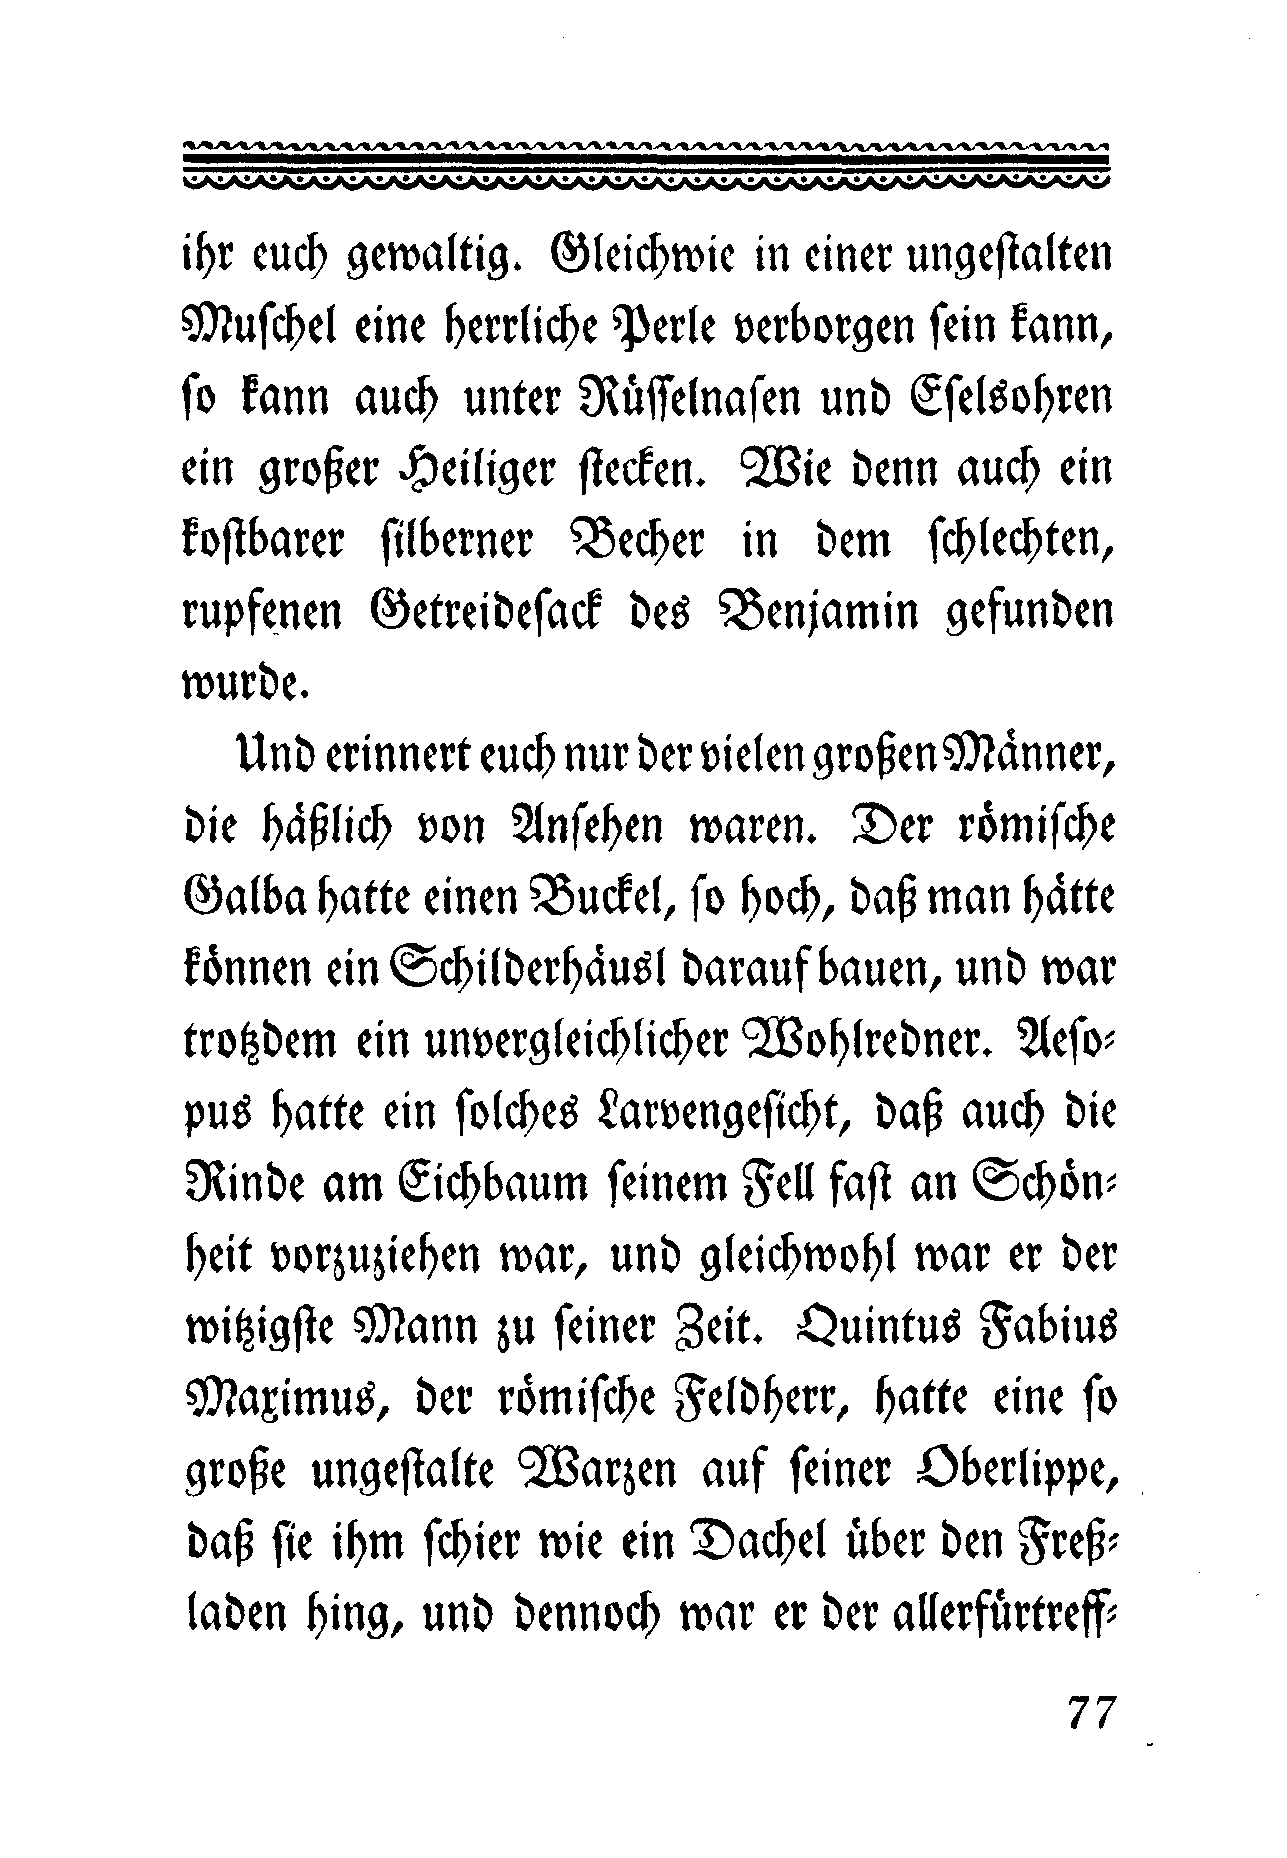 ihr euch gewaltig. Gleichwie in einer ungeſtalten
Muſchel eine herrliche Perle verborgen ſein kann,
ſo kann auch unter Rüſſelnaſen und Eſelsohren
ein großer Heiliger ſtecken. Wie denn auch ein
koſtbarer ſilberner Becher in dem ſchlechten,
rupfenen Getreideſack des Benjamin gefunden
wurde.
Und erinnert euch nur der vielen großen Männer,
die häßlich von Anſehen waren. Der römiſche
Galba hatte einen Buckel, ſo hoch, daß man hätte
können ein Schilderhäusl darauf bauen, und war
trotzdem ein unvergleichlicher Wohlredner. Aeſo⸗
pus hatte ein ſolches Larvengeſicht, daß auch die
Rinde am Eichbaum ſeinem Fell faſt an Schön⸗
heit vorzuziehen war, und gleichwohl war er der
witzigſte Mann zu ſeiner Zeit. Quintus Fabius
Maximus, der römiſche Feldherr, hatte eine ſo
große ungeſtalte Warzen auf ſeiner Oberlippe,
daß ſie ihm ſchier wie ein Dachel über den Freß⸗
laden hing, und dennoch war er der allerfürtreff⸗
77